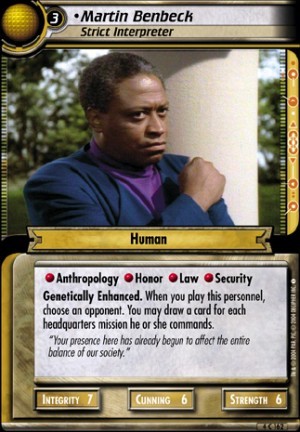 3
•Martin Benbeck
Strict Interpreter
Human
Anthropology Honor Law Security
Genetically Enhanced. When you play this personnel,
choose an opponent. You may draw a card for each
headquarters mission he or she commands.
"Your presence here has already begun to affect the entire
balance of our society."
INTEGRITY 7 CUNNING 6 STRENGTH 6